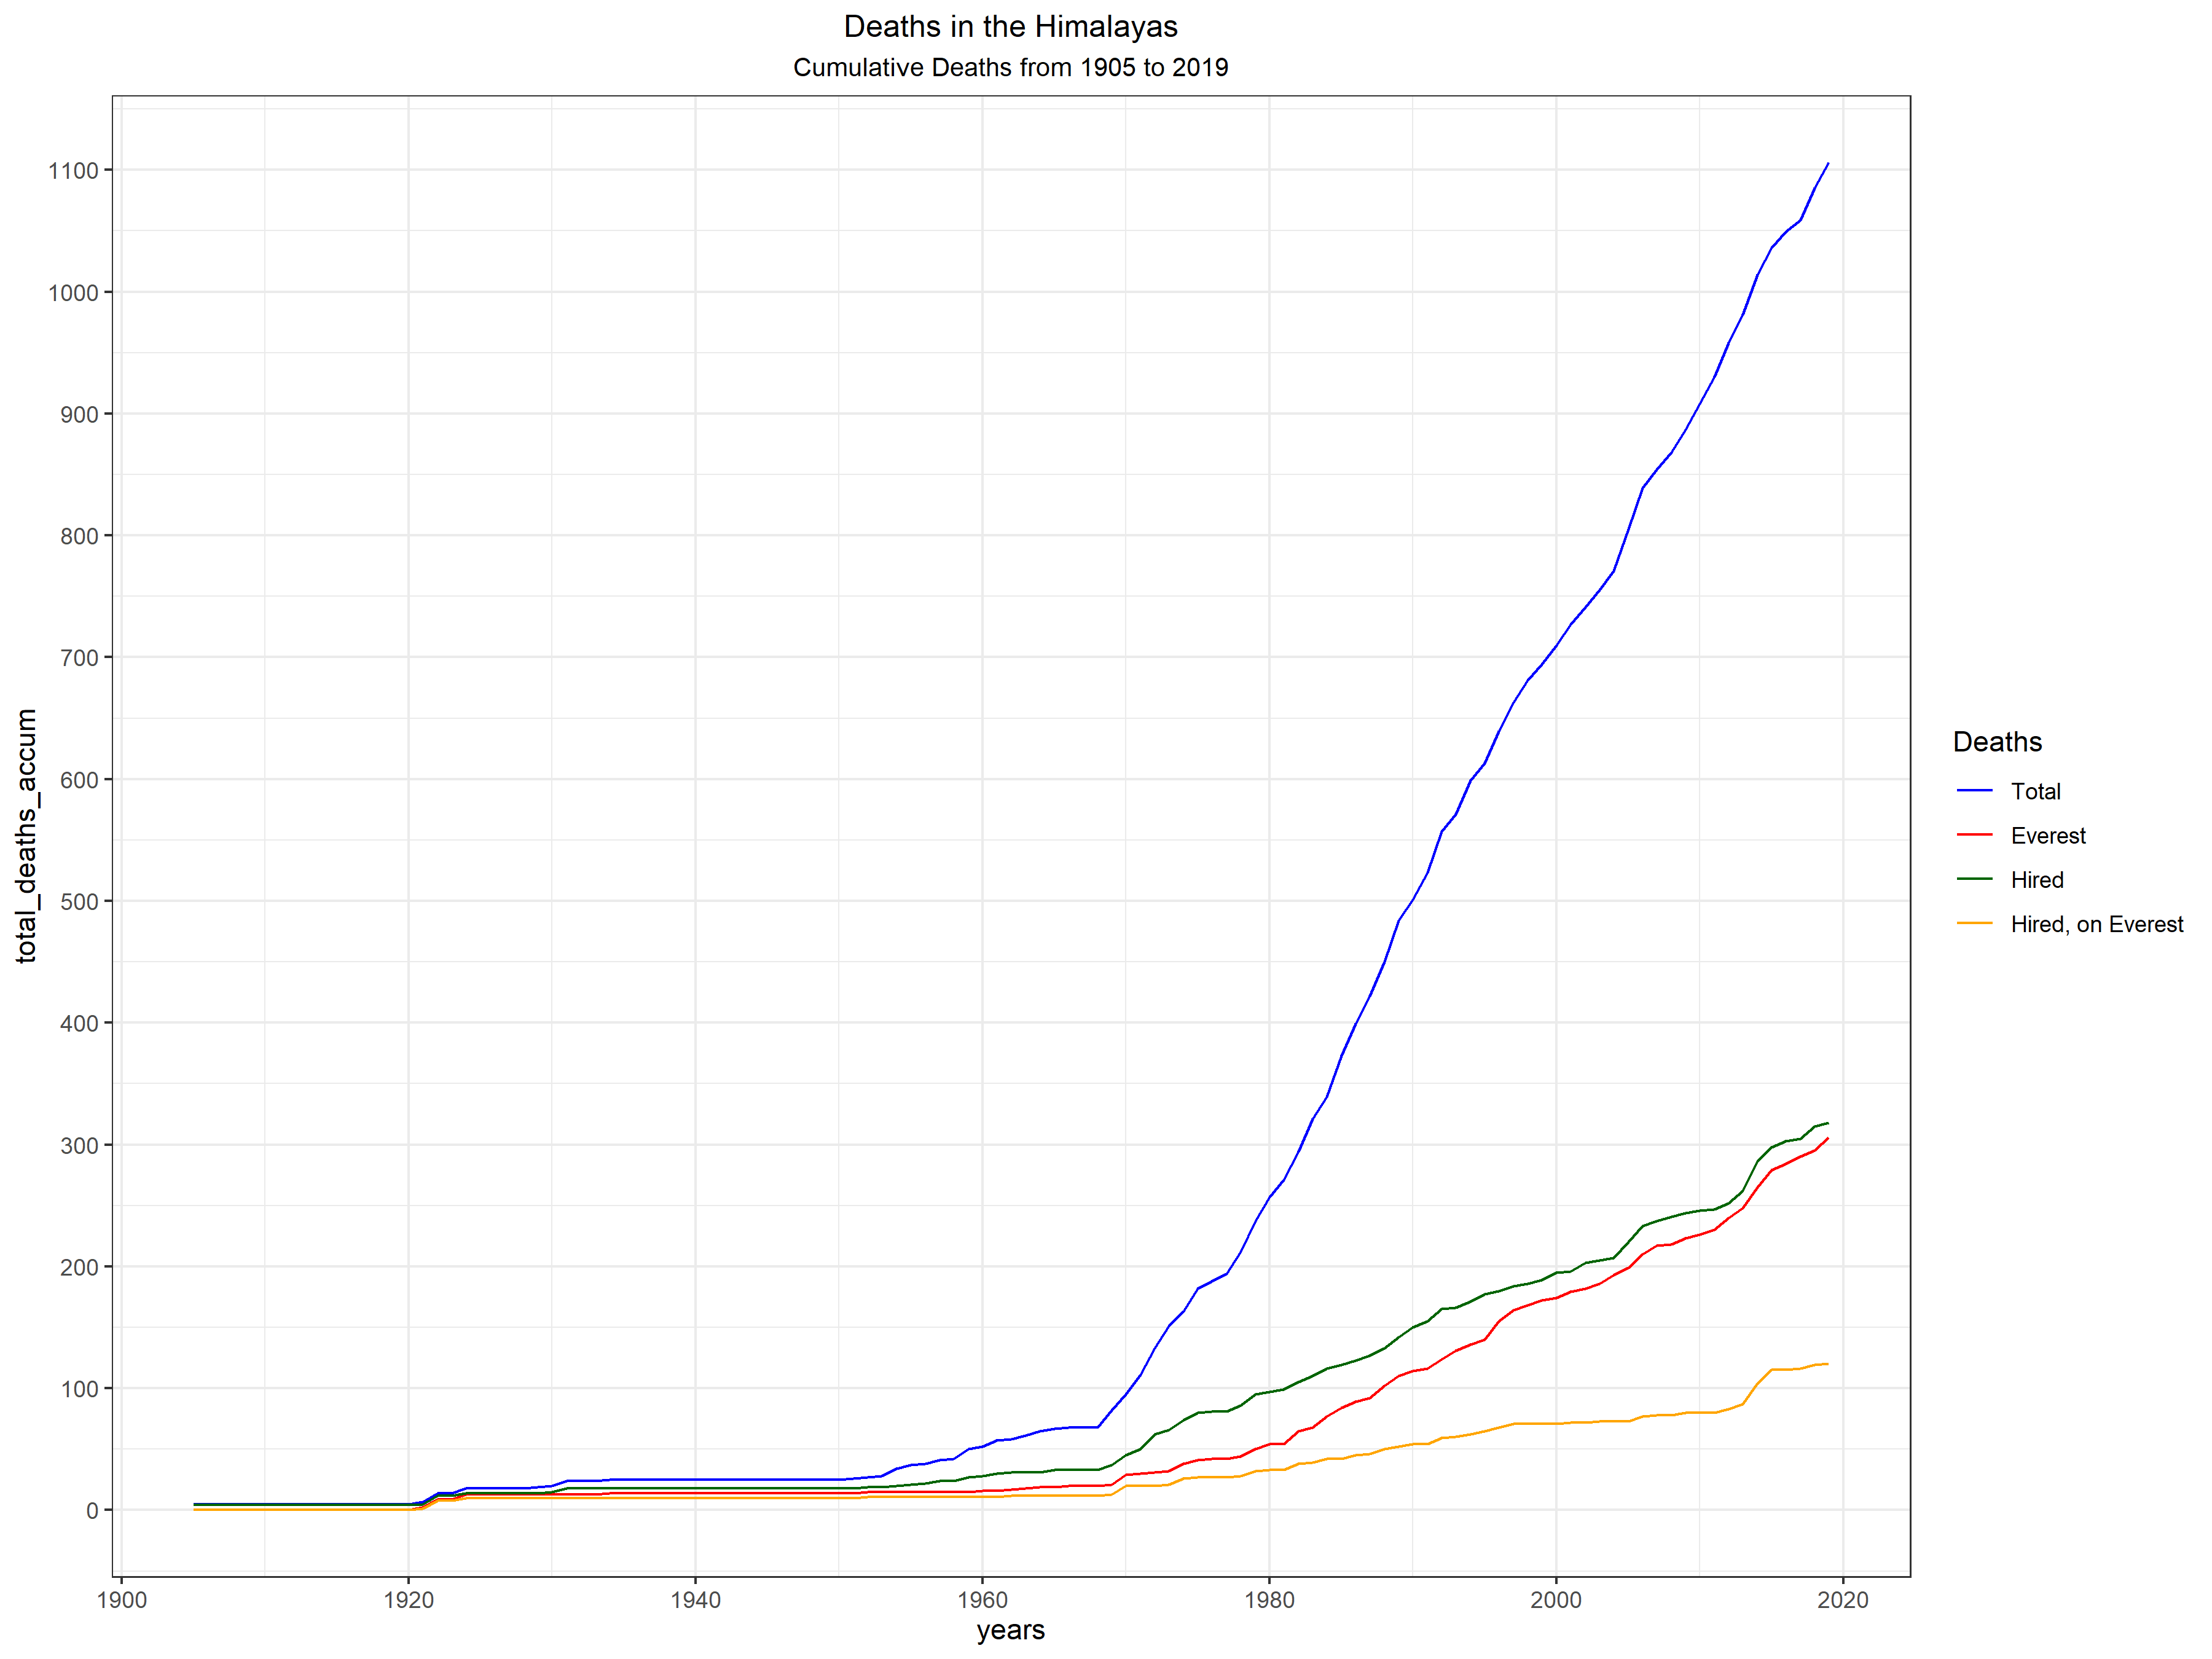 Deaths in the Himalayas
Cumulative Deaths from 1905 to 2019
total_deaths_accum
1100
1000
900
800
700
600
500
400
300
200
100
0
1900 1920 1940 1960 1980 2000 2020
years
Deaths
Total
Everest
Hired
Hired, on Everest